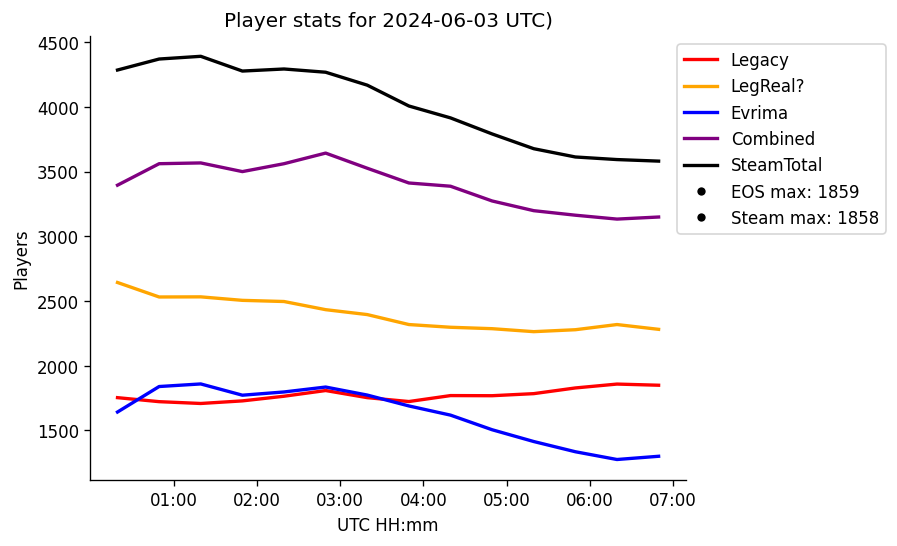 Player stats for 2024-06-03 UTC)
4500
4000
3500
3000
2500
2000
1500
Players
01:00 02:00 03:00 04:00 05:00 06:00 07:00
UTC HH:mm
Legacy
LegReal?
Evrima
Combined
SteamTotal
EOS max: 1859
Steam max: 1858